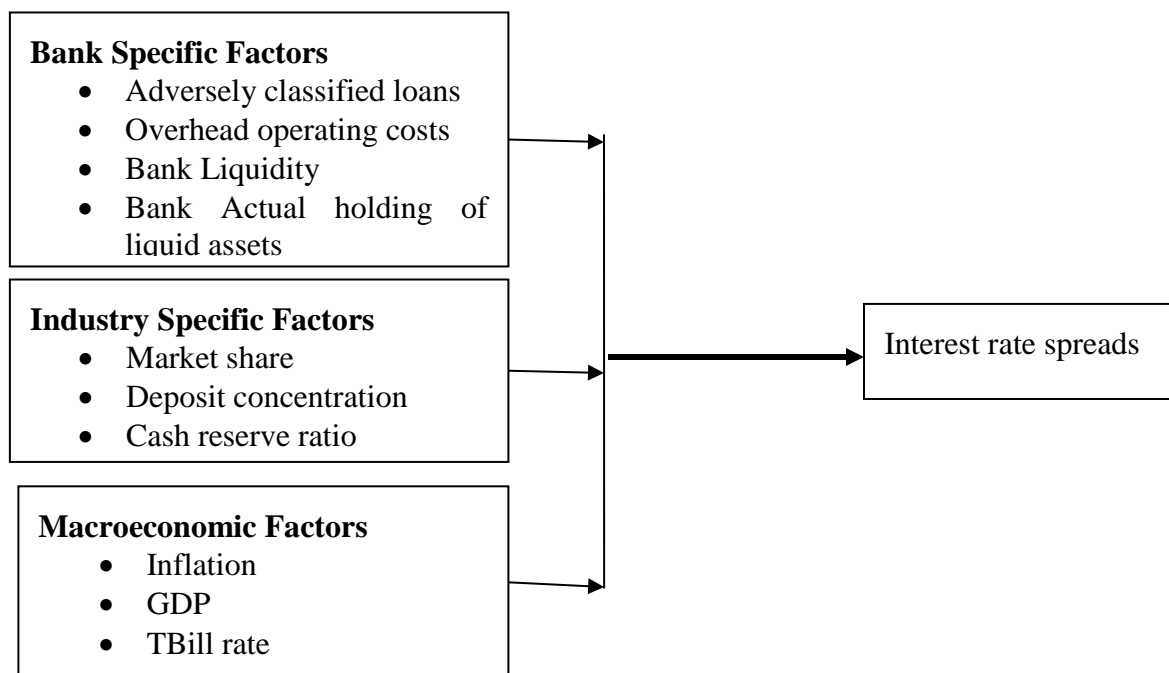 Bank Specific Factors
• Adversely classified loans
• Overhead operating costs
• Bank Liquidity
• Bank Actual holding of
liquid assets
Industry Specific Factors
• Market share
• Deposit concentration
• Cash reserve ratio
Interest rate spreads
Macroeconomic Factors
• Inflation
• GDP
• TBill rate